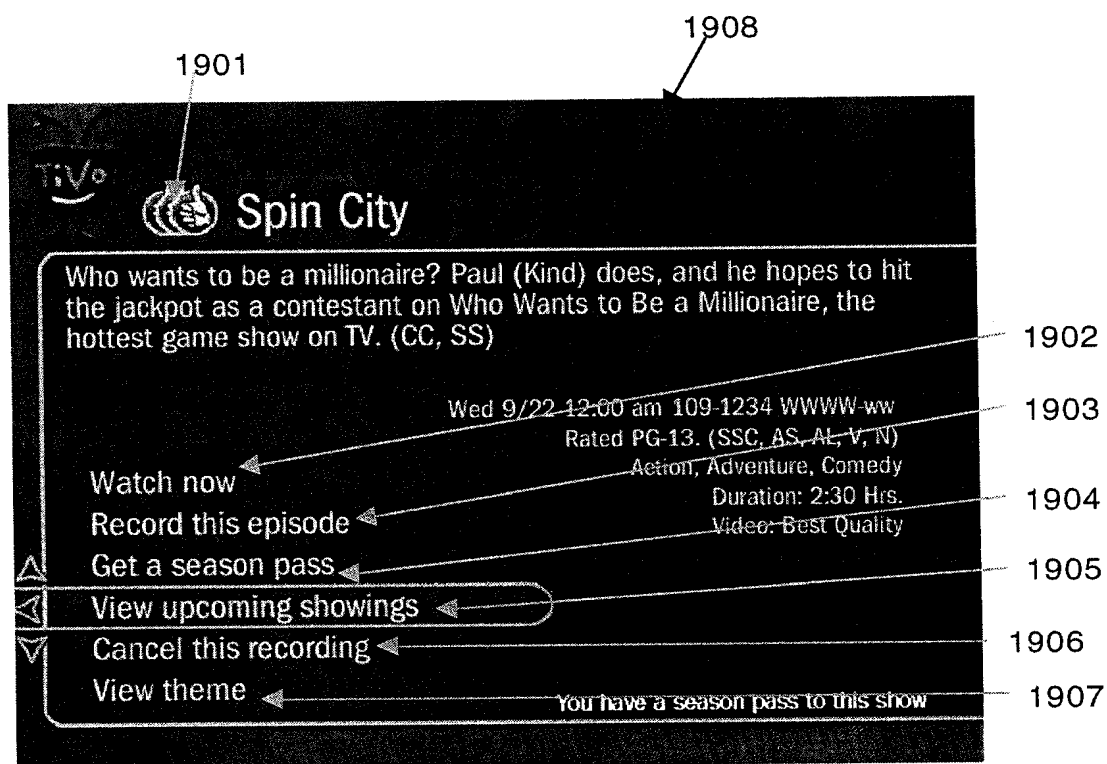 1908
1901
TiVo
Spin City
Who wants to be a millionaire? Paul (Kind) does, and he hopes to hit
the jackpot as a contestant on Who Wants to Be a Millionaire, the
hottest game show on TV. (CC, SS)
1902
Wed 9/22 12:00 am 109-1234 WWWW-ww
1903
Rated PG-13. (SSC, AS, AL, V, N)
Action, Adventure, Comedy
Watch now
Duration: 2:30 Hrs.
1904
Record this episode
Video: Best Quality
Get a season pass
1905
View upcoming showings
1906
Cancel this recording
View theme
1907
You have a season pass to this show